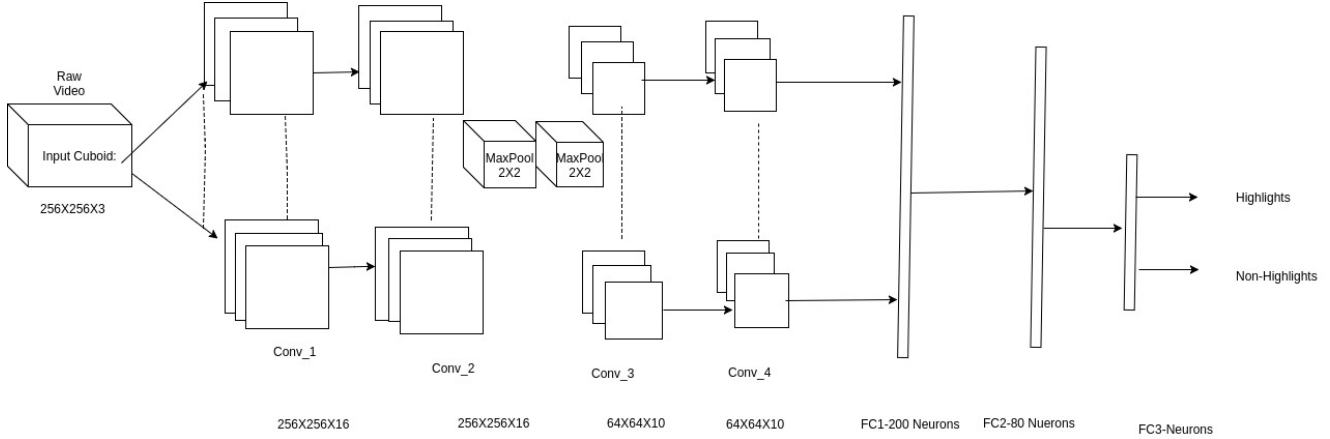 Raw
Video
Input Cuboid:
256X256X3
MaxPool
2X2
MaxPool
2X2
Highlights
Non-Highlights
Conv_1
Conv_2
Conv_3
Conv_4
256X256X16
256X256X16
64X64X10
64X64X10
FC1-200 Neurons
FC2-80 Nuerons
FC3-Neurons